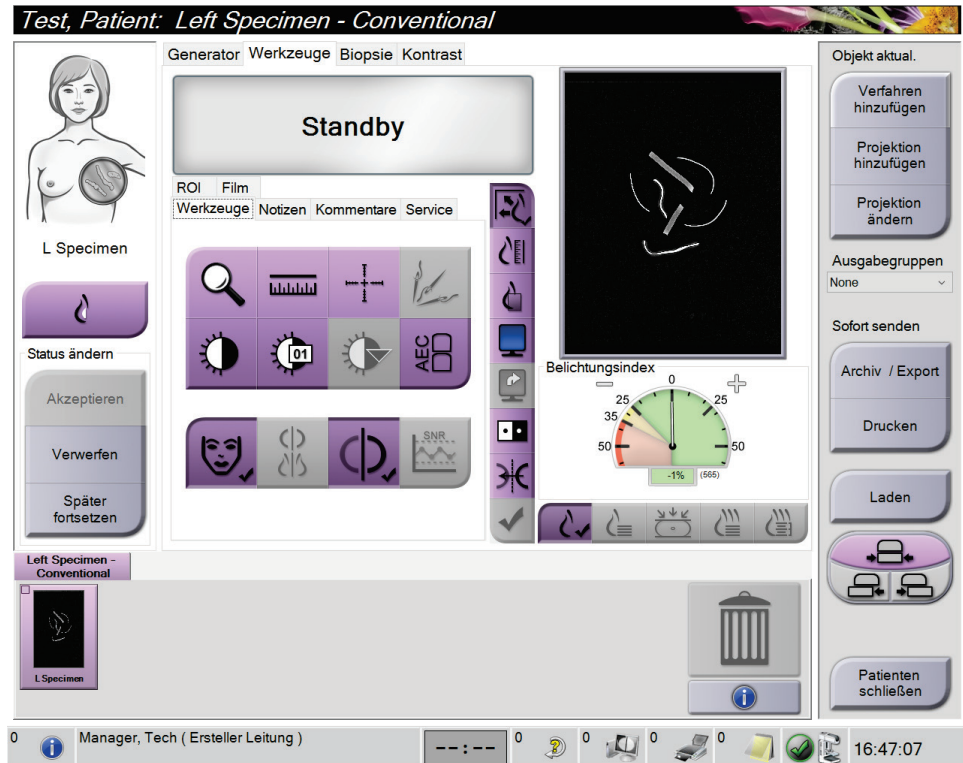 Test, Patient: Left Specimen - Conventional
L Specimen
Status ändern
Akzeptieren
Verwerfen
Später
fortsetzen
Generator Werkzeuge Biopsie Kontrast
Standby
ROI Film
Werkzeuge Notizen Kommentare Service
01
AEC
SNR
Belichtungsindex
0
25 25
35
50 50
-1% (565)
Objekt aktual.
Verfahren
hinzufügen
Projektion
hinzufügen
Projektion
ändern
Ausgabegruppen
None
Sofort senden
Archiv / Export
Drucken
Laden
Patienten
schließen
Left Specimen -
Conventional
L Specimen
0 Manager, Tech ( Ersteller Leitung ) --:-- 0 0 0 0 16:47:07